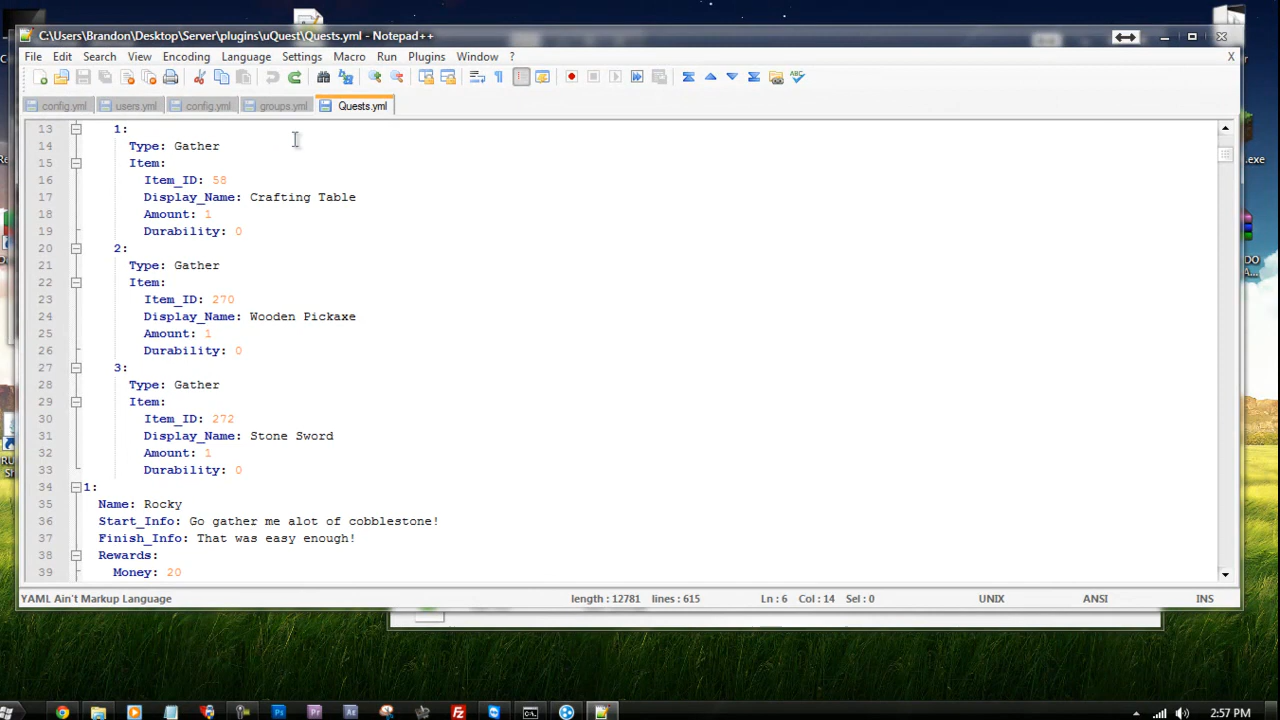 C:\Users\Brandon\Desktop\Server\plugins\uQuest\Quests.yml - Notepad++
File Edit Search View Encoding Language Settings Macro Run Plugins Window ? X
config.yml users.yml config.yml groups.yml Quests.yml
13 1:
14 Type: Gather
15 Item:
16 Item_ID: 58
17 Display_Name: Crafting Table
18 Amount: 1
19 Durability: 0
20 2:
21 Type: Gather
22 Item:
23 Item_ID: 270
24 Display_Name: Wooden Pickaxe
25 Amount: 1
26 Durability: 0
27 3:
28 Type: Gather
29 Item:
30 Item_ID: 272
31 Display_Name: Stone Sword
32 Amount: 1
33 Durability: 0
34 1:
35 Name: Rocky
36 Start_Info: Go gather me alot of cobblestone!
37 Finish_Info: That was easy enough!
38 Rewards:
39 Money: 20
YAML Ain't Markup Language length : 12781 lines : 615 Ln : 6 Col : 14 Sel : 0 UNIX ANSI INS
.exe
DO
A...
RU
Sh
2:57 PM